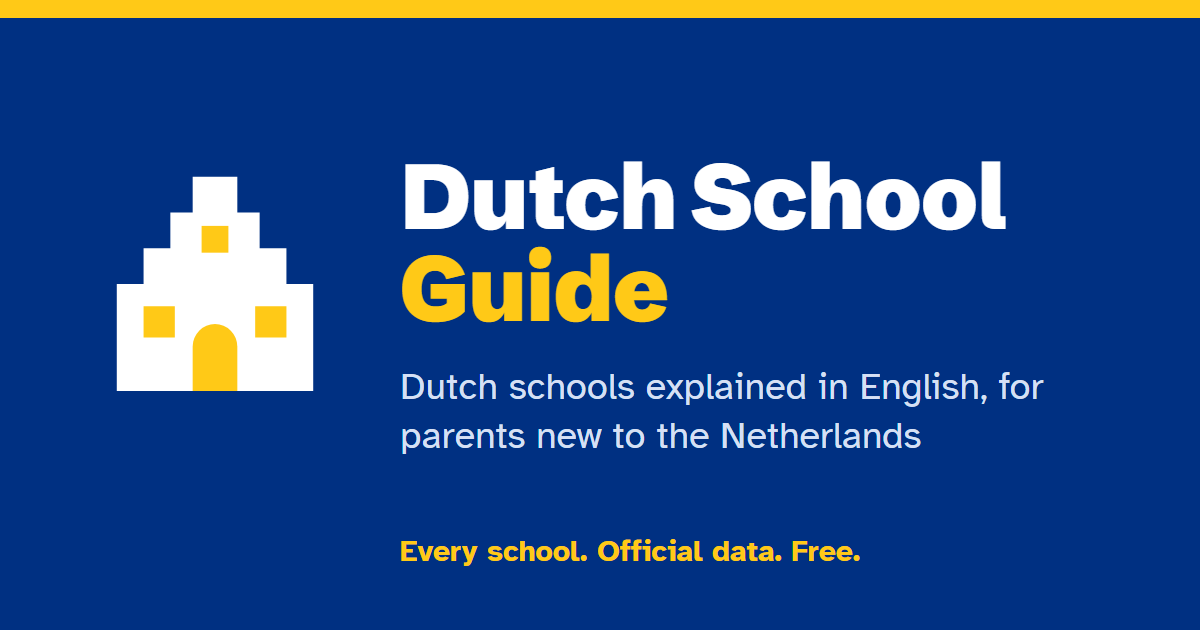 Dutch School
Guide
Dutch schools explained in English, for
parents new to the Netherlands
Every school. Official data. Free.